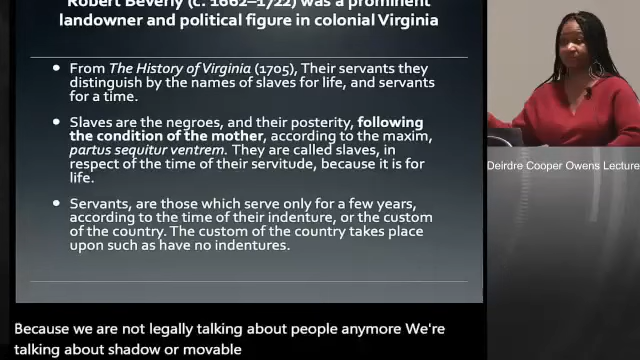 Robert Beverly (c. 1662–1722) was a prominent
landowner and political figure in colonial Virginia
• From The History of Virginia (1705), Their servants they
distinguish by the names of slaves for life, and servants
for a time.
• Slaves are the negroes, and their posterity, following
the condition of the mother, according to the maxim,
partus sequitur ventrem. They are called slaves, in
respect of the time of their servitude, because it is for
life.
• Servants, are those which serve only for a few years,
according to the time of their indenture, or the custom
of the country. The custom of the country takes place
upon such as have no indentures.
Deirdre Cooper Owens Lecture
Because we are not legally talking about people anymore We're
talking about shadow or movable